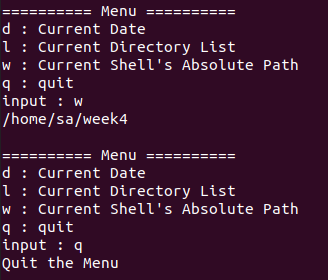 ========== Menu ==========
d : Current Date
l : Current Directory List
w : Current Shell's Absolute Path
q : quit
input : w
/home/sa/week4

========== Menu ==========
d : Current Date
l : Current Directory List
w : Current Shell's Absolute Path
q : quit
input : q
Quit the Menu